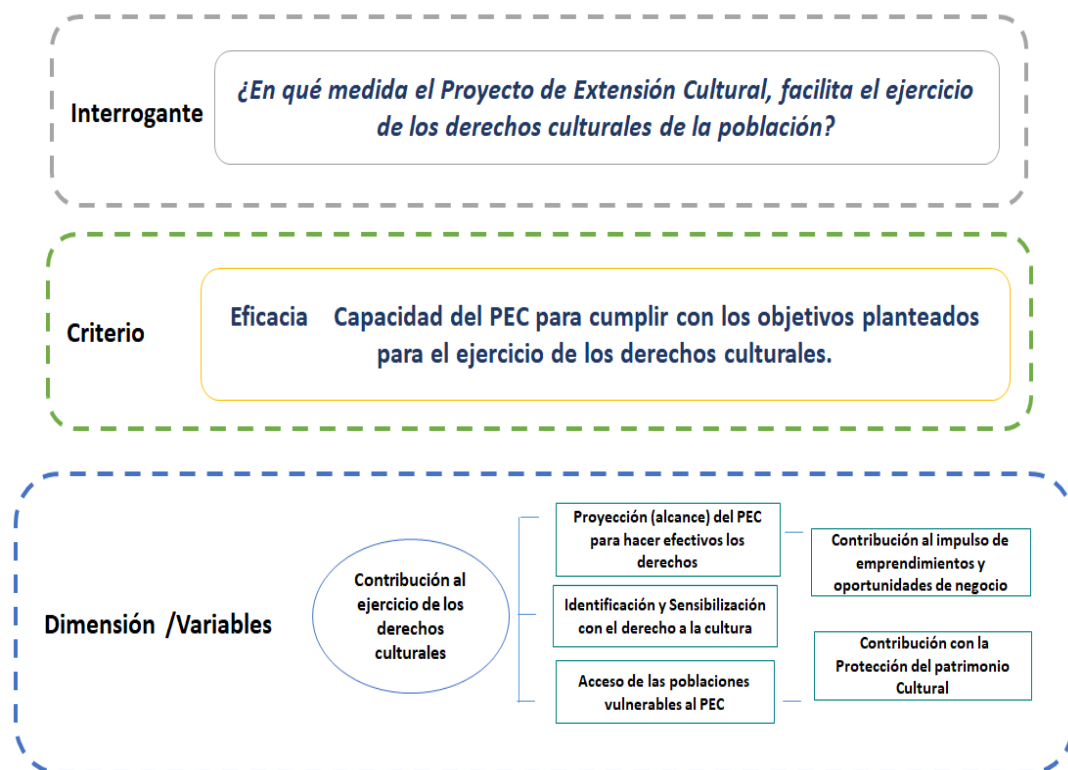 Interrogante
¿En qué medida el Proyecto de Extensión Cultural, facilita el ejercicio
de los derechos culturales de la población?
Criterio
Eficacia Capacidad del PEC para cumplir con los objetivos planteados
para el ejercicio de los derechos culturales.
Dimensión /Variables
Contribución al
ejercicio de los
derechos
culturales
Proyección (alcance) del PEC
para hacer efectivos los
derechos
Identificación y Sensibilización
con el derecho a la cultura
Acceso de las poblaciones
vulnerables al PEC
Contribución al impulso de
emprendimientos y
oportunidades de negocio
Contribución con la
Protección del patrimonio
Cultural